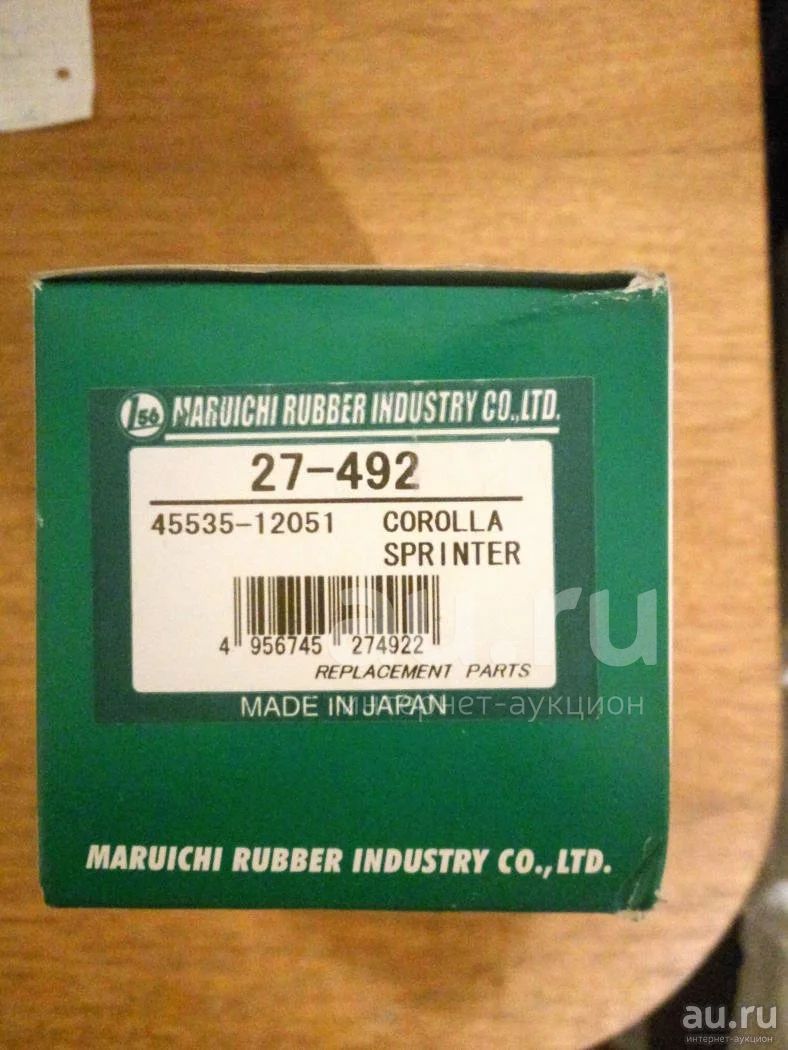 156 MARUICHI RUBBER INDUSTRY CO.,LTD.
27-492
45535-12051 COROLLA
SPRINTER
4 956745 274922
REPLACEMENT PARTS
MADE IN JAPAN
au.ru
интернет-аукцион
MARUICHI RUBBER INDUSTRY CO., LTD.
au.ru
интернет-аукцион